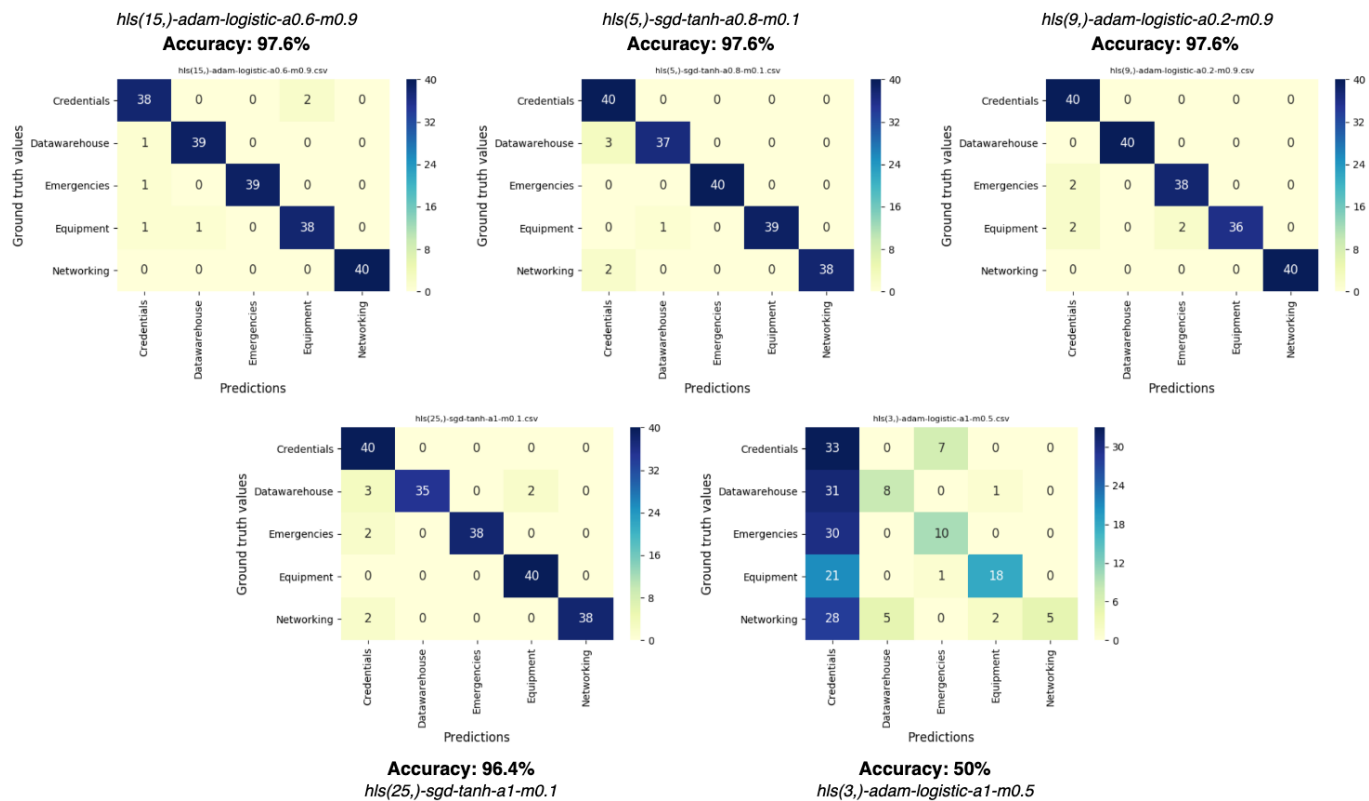 hls(15,)-adam-logistic-a0.6-m0.9
Accuracy: 97.6%
hls(15,)-adam-logistic-a0.6-m0.9.csv
Ground truth values
Credentials 38 0 0 2 0
Datawarehouse 1 39 0 0 0
Emergencies 1 0 39 0 0
Equipment 1 1 0 38 0
Networking 0 0 0 0 40
40
32
24
16
8
0
Credentials
Datawarehouse
Emergencies
Equipment
Networking
Predictions
hls(5,)-sgd-tanh-a0.8-m0.1
Accuracy: 97.6%
hls(5,)-sgd-tanh-a0.8-m0.1.csv
Ground truth values
Credentials 40 0 0 0 0
Datawarehouse 3 37 0 0 0
Emergencies 0 0 40 0 0
Equipment 0 1 0 39 0
Networking 2 0 0 0 38
40
32
24
16
8
0
Credentials
Datawarehouse
Emergencies
Equipment
Networking
Predictions
hls(9,)-adam-logistic-a0.2-m0.9
Accuracy: 97.6%
hls(9,)-adam-logistic-a0.2-m0.9.csv
Ground truth values
Credentials 40 0 0 0 0
Datawarehouse 0 40 0 0 0
Emergencies 2 0 38 0 0
Equipment 2 0 2 36 0
Networking 0 0 0 0 40
40
32
24
16
8
0
Credentials
Datawarehouse
Emergencies
Equipment
Networking
Predictions
hls(25,)-sgd-tanh-a1-m0.1.csv
Ground truth values
Credentials 40 0 0 0 0
Datawarehouse 3 35 0 2 0
Emergencies 2 0 38 0 0
Equipment 0 0 0 40 0
Networking 2 0 0 0 38
40
32
24
16
8
0
Credentials
Datawarehouse
Emergencies
Equipment
Networking
Predictions
Accuracy: 96.4%
hls(25,)-sgd-tanh-a1-m0.1
hls(3,)-adam-logistic-a1-m0.5.csv
Ground truth values
Credentials 33 0 7 0 0
Datawarehouse 31 8 0 1 0
Emergencies 30 0 10 0 0
Equipment 21 0 1 18 0
Networking 28 5 0 2 5
30
24
18
12
6
0
Credentials
Datawarehouse
Emergencies
Equipment
Networking
Predictions
Accuracy: 50%
hls(3,)-adam-logistic-a1-m0.5